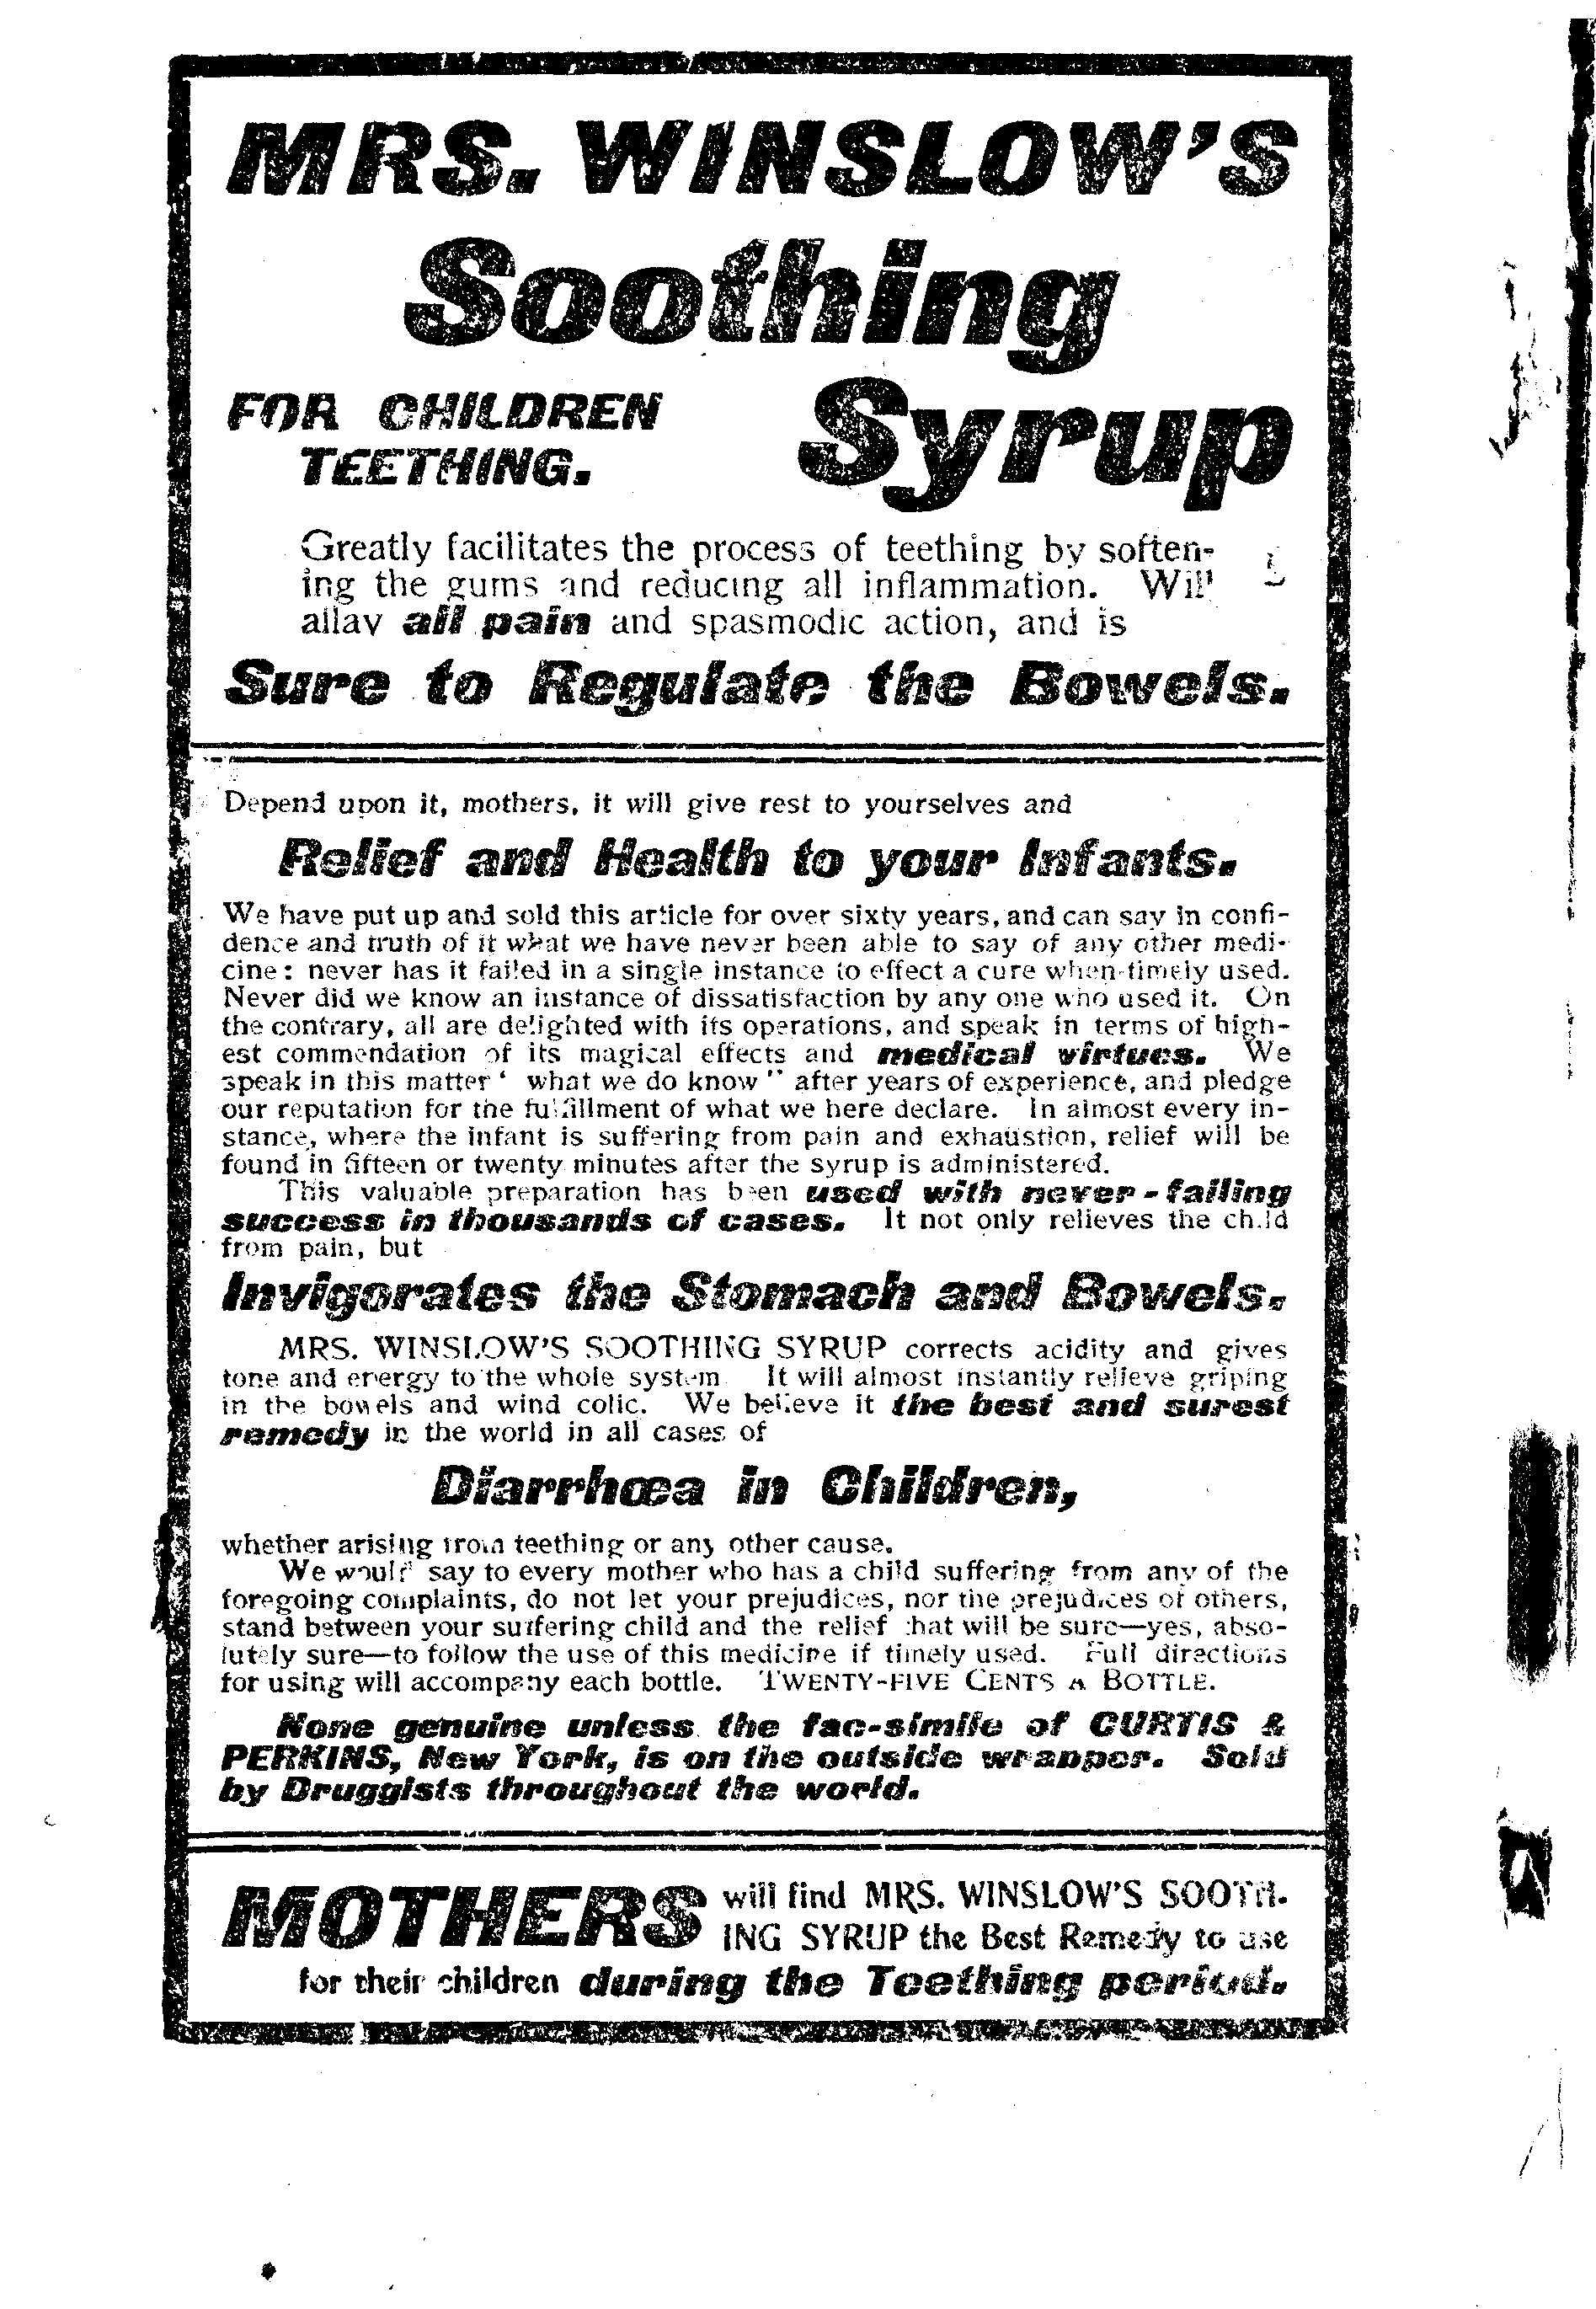 MRS. WINSLOW'S
Soothing
FOR CHILDREN
TEETHING.
Syrup
Greatly facilitates the process of teething by soften-
ing the gums and reducing all inflammation. Will
allay all pain and spasmodic action, and is
Sure to Regulate the Bowels.
Depend upon it, mothers, it will give rest to yourselves and
Relief and Health to your Infants.
We have put up and sold this article for over sixty years, and can say in confi-
dence and truth of it what we have never been able to say of any other medi-
cine: never has it failed in a single instance to effect a cure when timely used.
Never did we know an instance of dissatisfaction by any one who used it. On
the contrary, all are delighted with its operations, and speak in terms of high-
est commendation of its magical effects and medical virtues. We
speak in this matter " what we do know " after years of experience, and pledge
our reputation for the fulfillment of what we here declare. In almost every in-
stance, where the infant is suffering from pain and exhaustion, relief will be
found in fifteen or twenty minutes after the syrup is administered.
This valuable preparation has been used with never-failing
success in thousands of cases. It not only relieves the child
from pain, but
Invigorates the Stomach and Bowels.
MRS. WINSLOW'S SOOTHING SYRUP corrects acidity and gives
tone and energy to the whole system. It will almost instantly relieve griping
in the bowels and wind colic. We believe it the best and surest
remedy in the world in all cases of
Diarrhœa in Children,
whether arising from teething or any other cause.
We would say to every mother who has a child suffering from any of the
foregoing complaints, do not let your prejudices, nor the prejudices of others,
stand between your suffering child and the relief that will be sure—yes, abso-
lutely sure—to follow the use of this medicine if timely used. Full directions
for using will accompany each bottle. TWENTY-FIVE CENTS A BOTTLE.
None genuine unless the fac-simile of CURTIS &
PERKINS, New York, is on the outside wrapper. Sold
by Druggists throughout the world.
MOTHERS will find MRS. WINSLOW'S SOOTH-
ING SYRUP the Best Remedy to use
for their children during the Teething period.